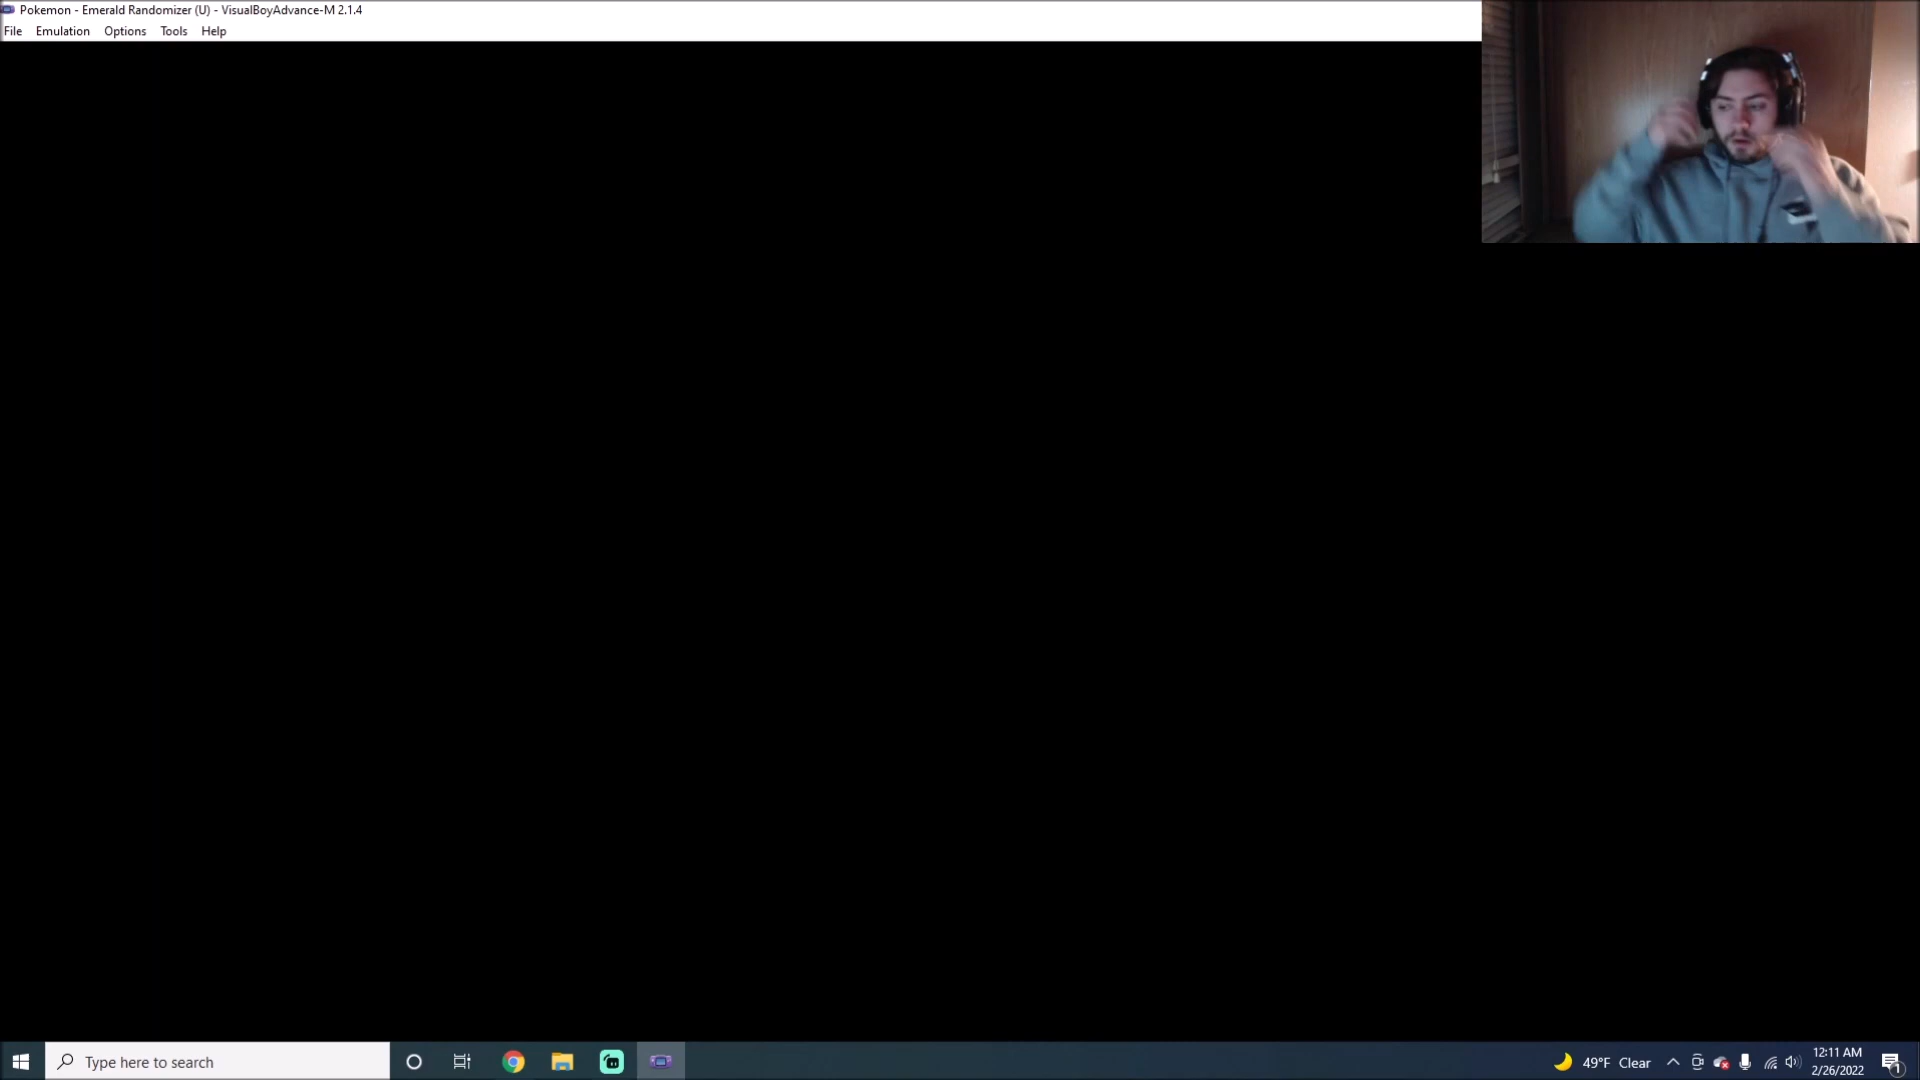 Pokemon - Emerald Randomizer (U) - VisualBoyAdvance-M 2.1.4
File Emulation Options Tools Help
Type here to search
49°F Clear
12:11 AM
2/26/2022
1